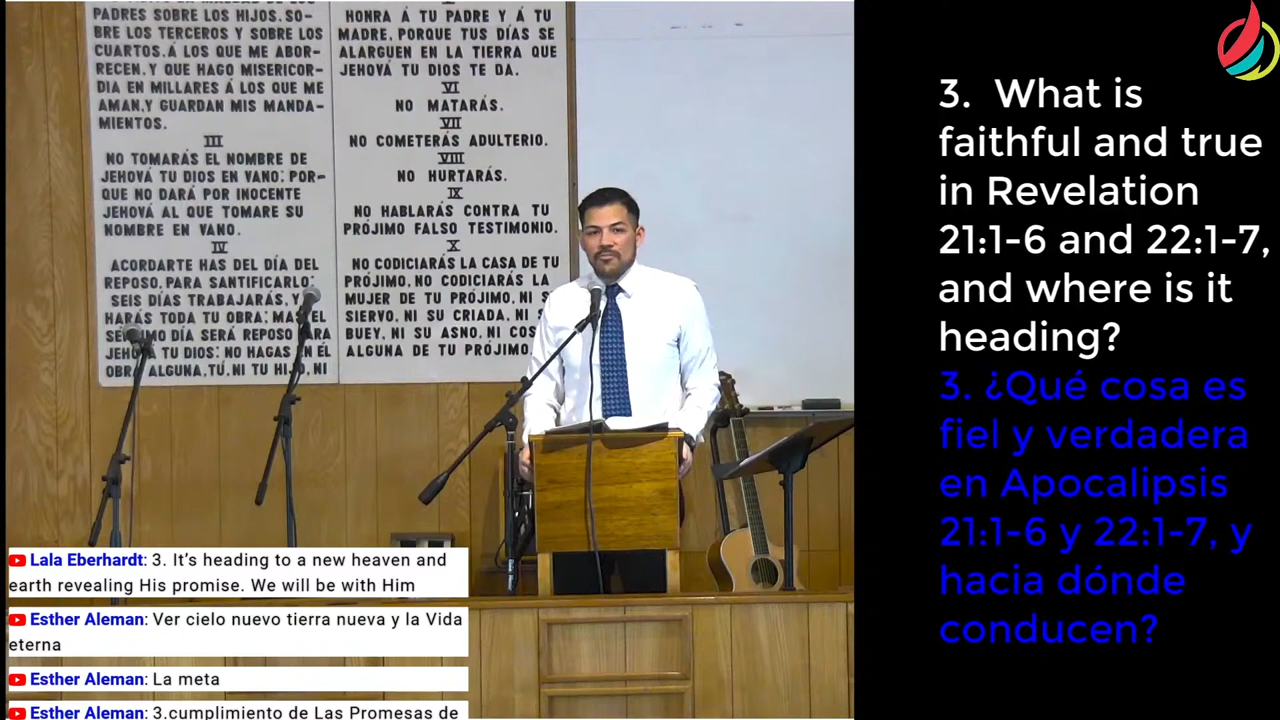 PADRES SOBRE LOS HIJOS, SO-
BRE LOS TERCEROS Y SOBRE LOS
CUARTOS, Á LOS QUE ME ABOR-
RECEN, Y QUE HAGO MISERICOR-
DIA EN MILLARES Á LOS QUE ME
AMAN, Y GUARDAN MIS MANDA-
MIENTOS.
III
NO TOMARÁS EL NOMBRE DE
JEHOVÁ TU DIOS EN VANO; POR-
QUE NO DARÁ POR INOCENTE
JEHOVÁ AL QUE TOMARE SU
NOMBRE EN VANO.
IV
ACORDARTE HAS DEL DÍA DEL
REPOSO, PARA SANTIFICARLO:
SEIS DÍAS TRABAJARÁS, Y
HARÁS TODA TU OBRA; MAS EL
DÍA SERÁ REPOSO PARA
TU DIOS: NO HAGAS EN ÉL
OBRA ALGUNA, TÚ, NI TU HIJO, NI
HONRA Á TU PADRE Y Á TU
MADRE, PORQUE TUS DÍAS SE
ALARGUEN EN LA TIERRA QUE
JEHOVÁ TU DIOS TE DA.
VI
NO MATARÁS.
VII
NO COMETERÁS ADULTERIO.
VIII
NO HURTARÁS.
IX
NO HABLARÁS CONTRA TU
PRÓJIMO FALSO TESTIMONIO.
X
NO CODICIARÁS LA CASA DE TU
PRÓJIMO, NO CODICIARÁS LA
MUJER DE TU PRÓJIMO, NI
SIERVO, NI SU CRIADA, NI
BUEY, NI SU ASNO, NI
ALGUNA DE TU PRÓJIMO.
3. What is
faithful and true
in Revelation
21:1-6 and 22:1-7,
and where is it
heading?
3. ¿Qué cosa es
fiel y verdadera
en Apocalipsis
21:1-6 y 22:1-7, y
hacia dónde
conducen?
Lala Eberhardt: 3. It’s heading to a new heaven and
earth revealing His promise. We will be with Him
Esther Aleman: Ver cielo nuevo tierra nueva y la Vida
eterna
Esther Aleman: La meta
Esther Aleman: 3.cumplimiento de Las Promesas de